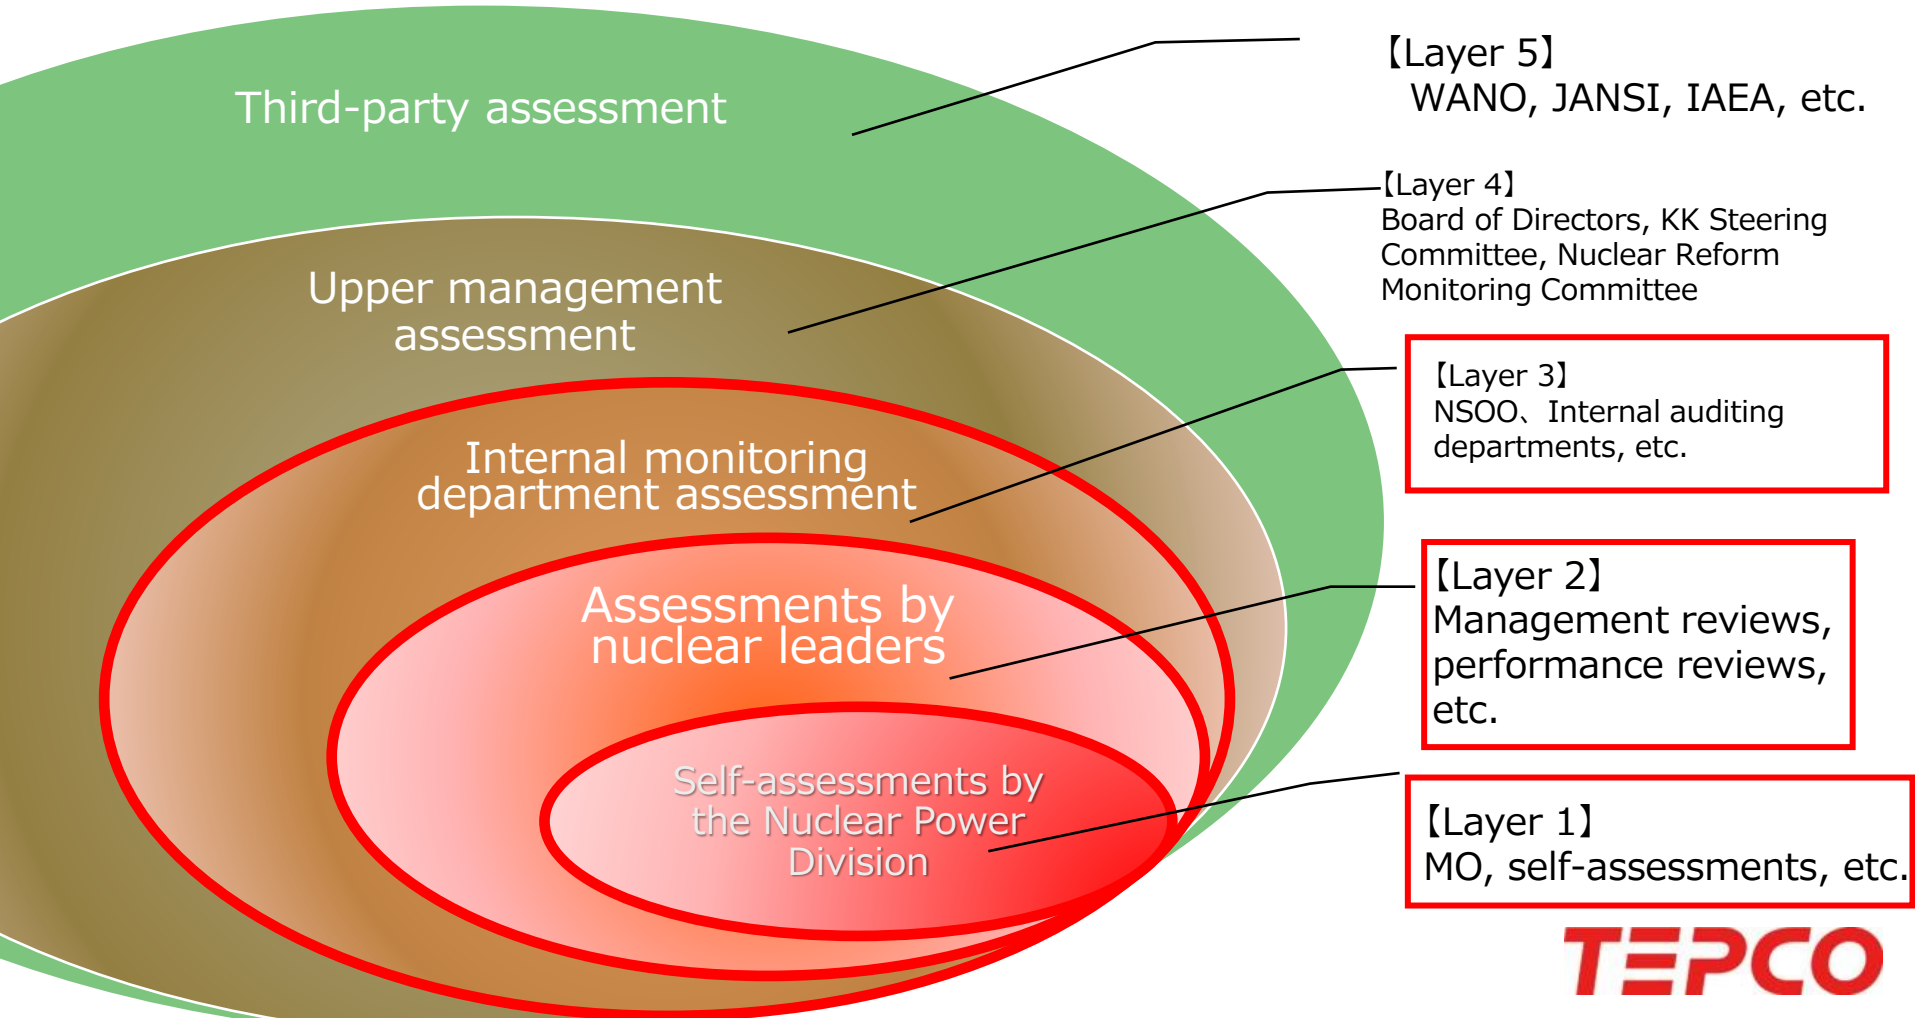 Third-party assessment
Upper management
assessment
Internal monitoring
department assessment
Assessments by
nuclear leaders
Self-assessments by
the Nuclear Power
Division
【Layer 5】
WANO, JANSI, IAEA, etc.
【Layer 4】
Board of Directors, KK Steering
Committee, Nuclear Reform
Monitoring Committee
【Layer 3】
NSOO、Internal auditing
departments, etc.
【Layer 2】
Management reviews,
performance reviews,
etc.
【Layer 1】
MO, self-assessments, etc.
TEPCO